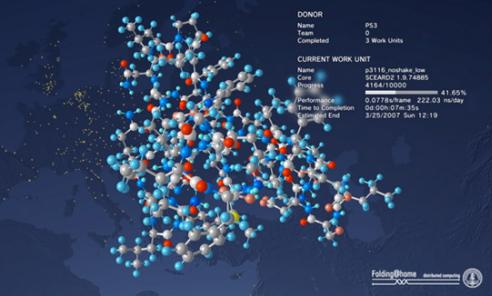 DONOR
Name PS3
Team 0
Completed 3 Work Units
CURRENT WORK UNIT
Name p3116_noshake_low
Core SCEARD2 1.9.74885
Progress 4164/10000
41.65%
Performance 0.0778s/frame 222.03 ns/day
Time to Completion 0d:00h:07m:35s
Estimated End 3/25/2007 Sun 12:19
Folding@home distributed computing